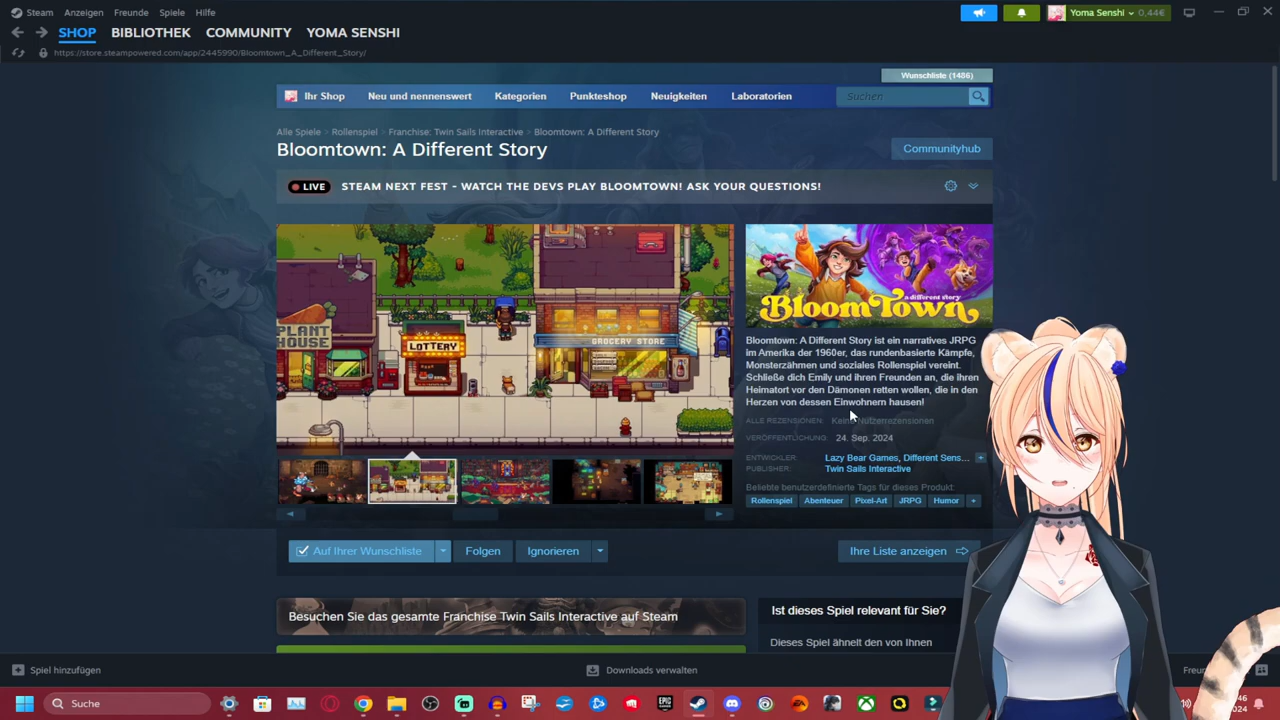 Steam Anzeigen Freunde Spiele Hilfe
Yoma Senshi 0,44€
SHOP BIBLIOTHEK COMMUNITY YOMA SENSHI
https://store.steampowered.com/app/2445990/Bloomtown_A_Different_Story/
Wunschliste (1486)
Ihr Shop Neu und nennenswert Kategorien Punkteshop Neuigkeiten Laboratorien Suchen
Alle Spiele > Rollenspiel > Franchise: Twin Sails Interactive > Bloomtown: A Different Story
Bloomtown: A Different Story
Communityhub
LIVE STEAM NEXT FEST - WATCH THE DEVS PLAY BLOOMTOWN! ASK YOUR QUESTIONS!
PLANT
HOUSE
LOTTERY
GROCERY STORE
a different story
BLOOMTOWN
Bloomtown: A Different Story ist ein narratives JRPG
im Amerika der 1960er, das rundenbasierte Kämpfe,
Monsterzähmen und soziales Rollenspiel vereint.
Schließe dich Emily und ihren Freunden an, die ihren
Heimatort vor den Dämonen retten wollen, die in den
Herzen von dessen Einwohnern hausen!
ALLE REZENSIONEN: Keine Nutzerrezensionen
VERÖFFENTLICHUNG: 24. Sep. 2024
ENTWICKLER: Lazy Bear Games, Different Sens... +
PUBLISHER: Twin Sails Interactive
Beliebte benutzerdefinierte Tags für dieses Produkt:
Rollenspiel Abenteuer Pixel-Art JRPG Humor +
Auf Ihrer Wunschliste Folgen Ignorieren Ihre Liste anzeigen
Besuchen Sie das gesamte Franchise Twin Sails Interactive auf Steam
Ist dieses Spiel relevant für Sie?
Dieses Spiel ähnelt den von Ihnen
Spiel hinzufügen Downloads verwalten
Suche
EPIC
EA